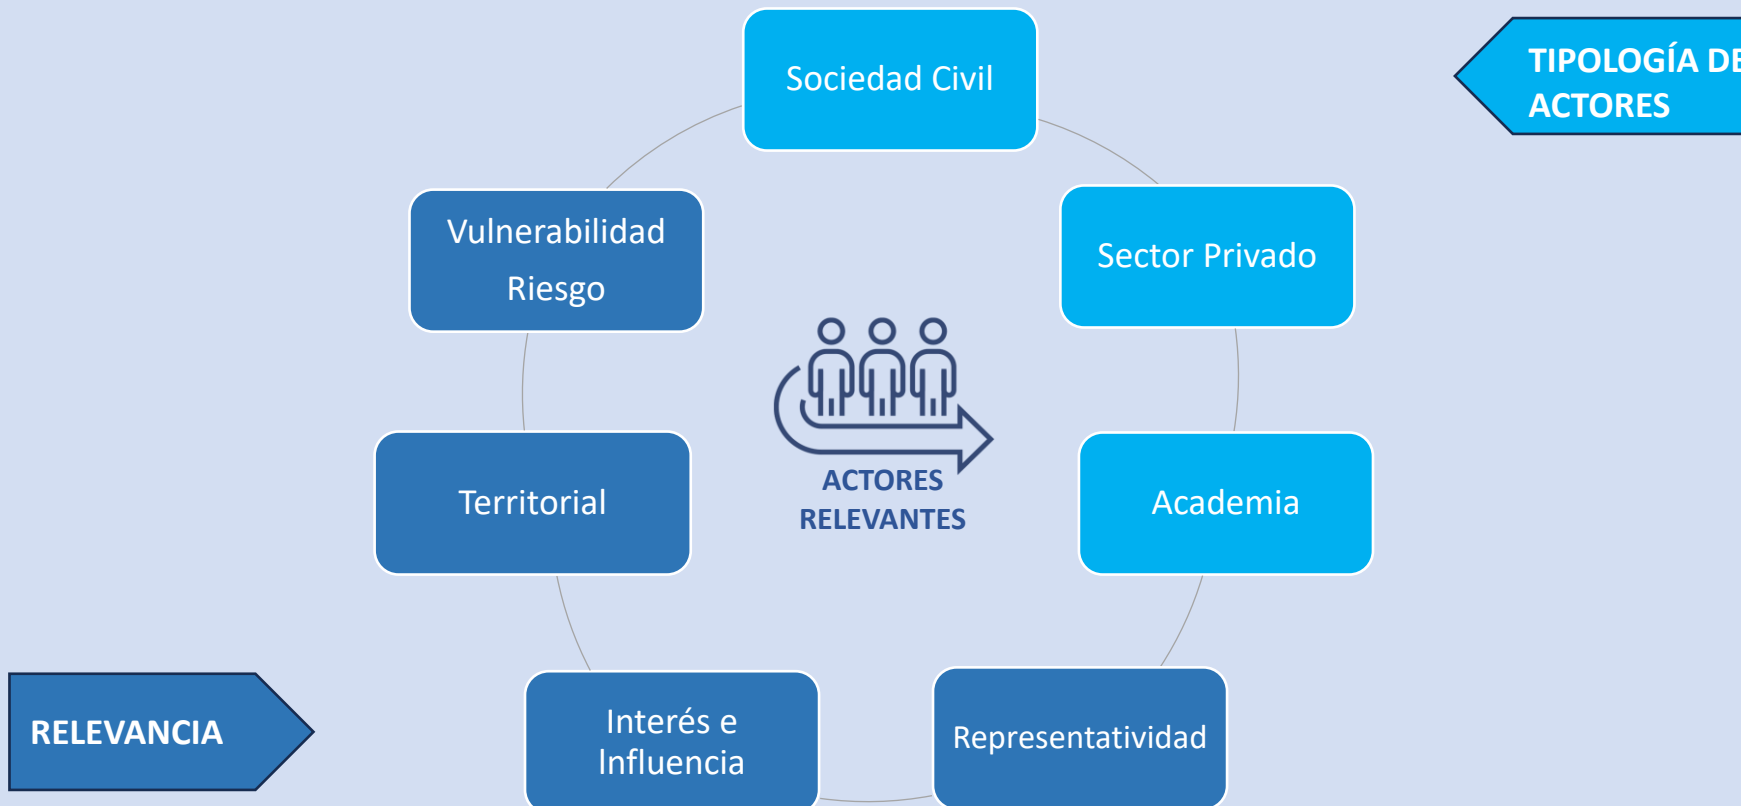 Sociedad Civil
TIPOLOGÍA DE
ACTORES
Vulnerabilidad
Riesgo
Sector Privado
ACTORES
RELEVANTES
Territorial
Academia
RELEVANCIA
Interés e
Influencia
Representatividad